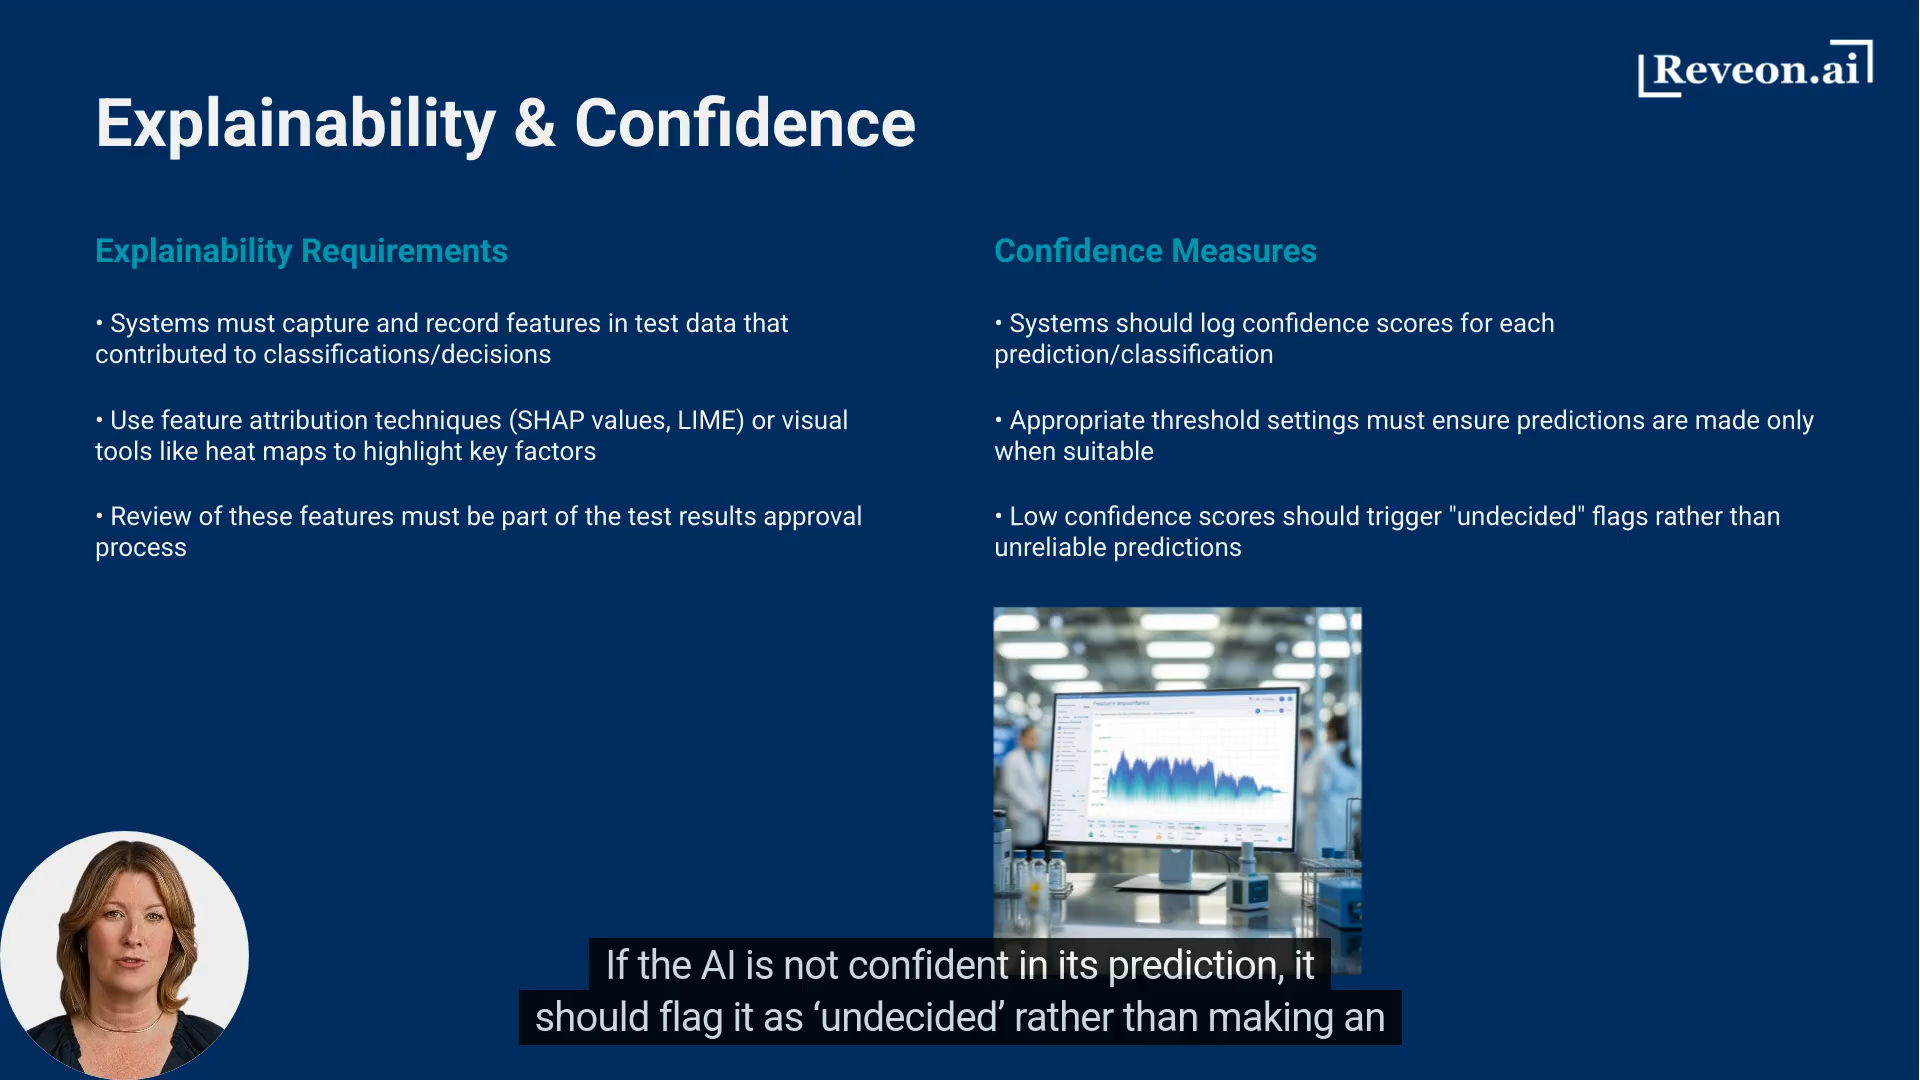 Reveon.ai
Explainability & Confidence
Explainability Requirements
• Systems must capture and record features in test data that
contributed to classifications/decisions
• Use feature attribution techniques (SHAP values, LIME) or visual
tools like heat maps to highlight key factors
• Review of these features must be part of the test results approval
process
Confidence Measures
• Systems should log confidence scores for each
prediction/classification
• Appropriate threshold settings must ensure predictions are made only
when suitable
• Low confidence scores should trigger "undecided" flags rather than
unreliable predictions
If the AI is not confident in its prediction, it
should flag it as ‘undecided’ rather than making an